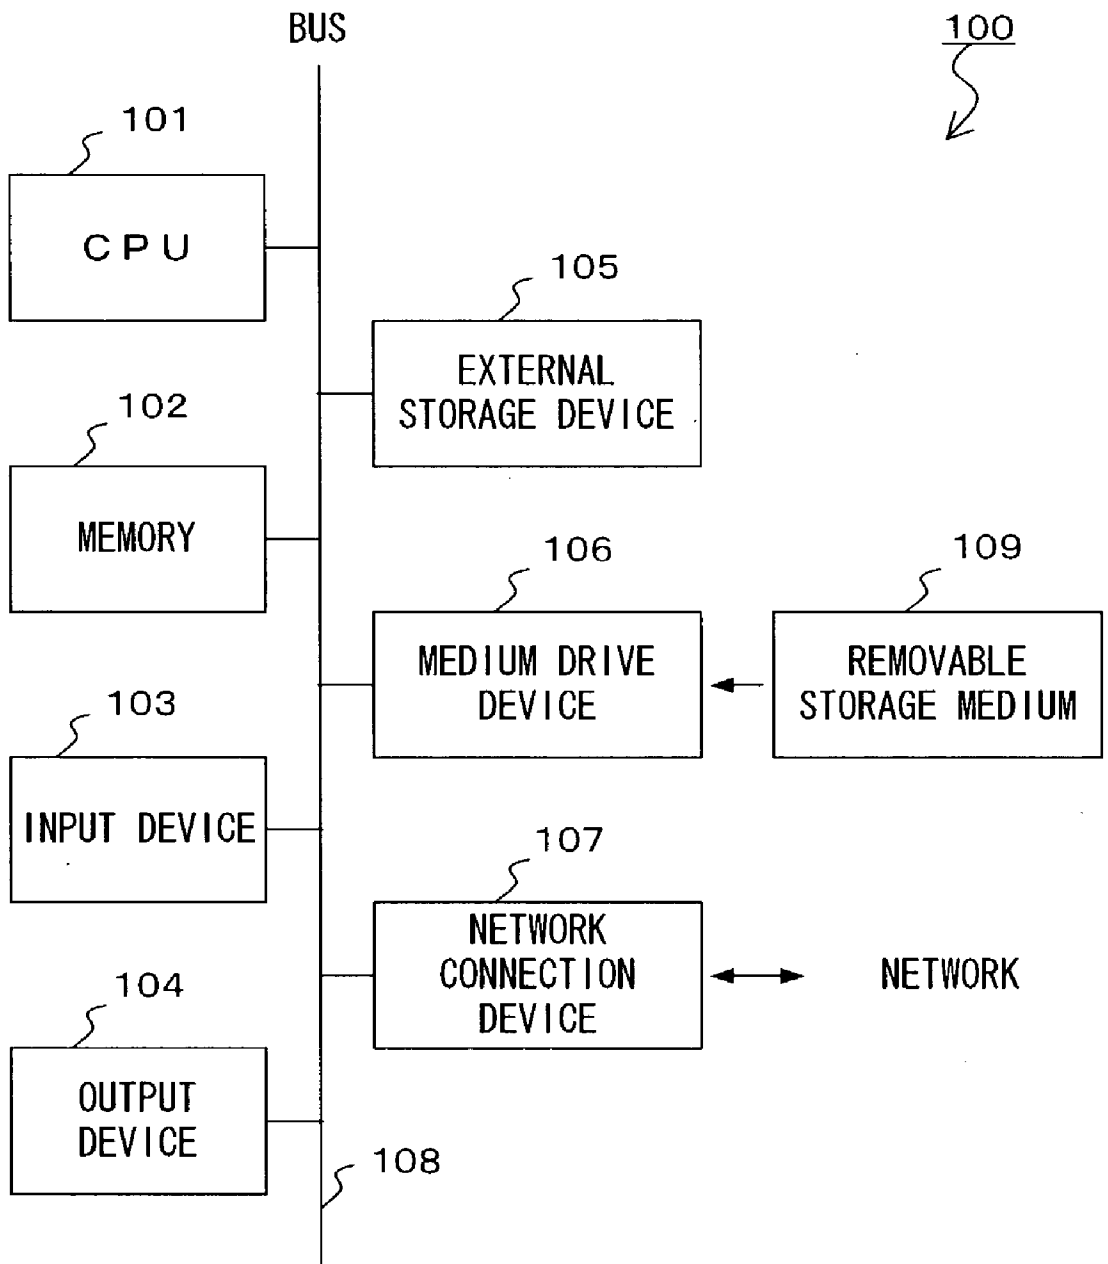 BUS
100
101
CPU
105
EXTERNAL
STORAGE DEVICE
102
MEMORY
106
MEDIUM DRIVE
DEVICE
109
REMOVABLE
STORAGE MEDIUM
103
INPUT DEVICE
107
NETWORK
CONNECTION
DEVICE
NETWORK
104
OUTPUT
DEVICE
108